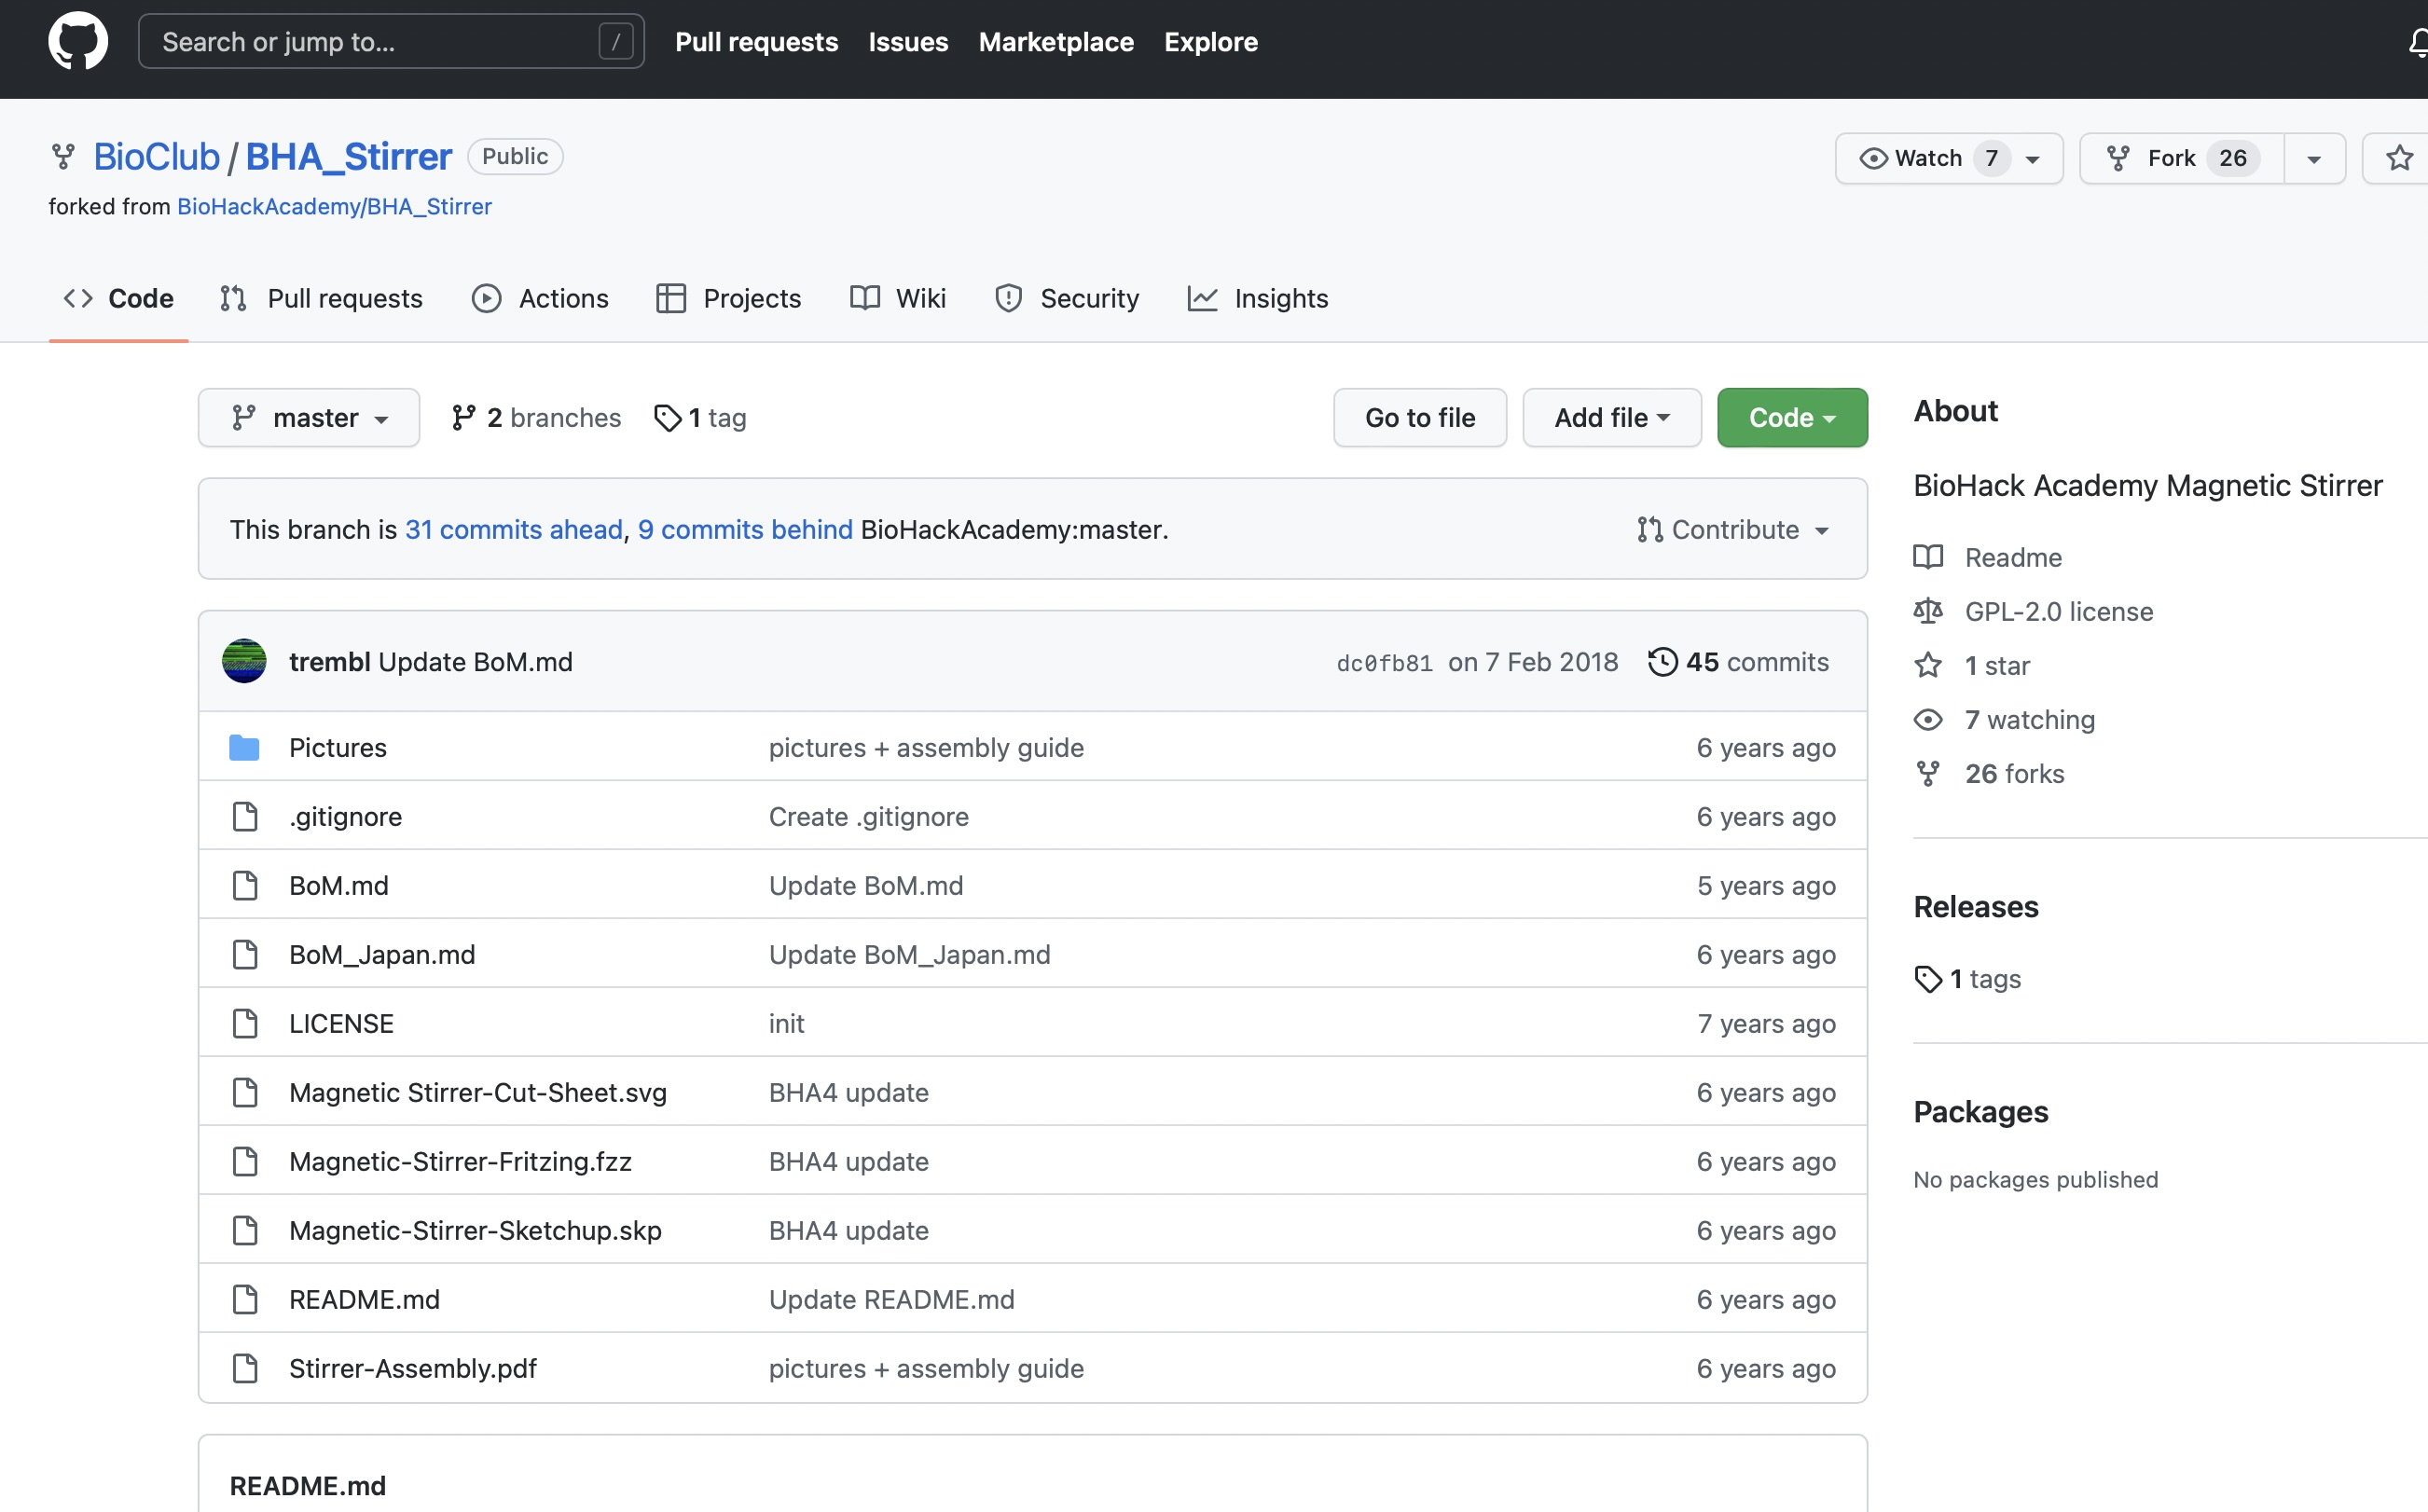 Search or jump to... / Pull requests Issues Marketplace Explore
BioClub / BHA_Stirrer Public Watch 7 Fork 26
forked from BioHackAcademy/BHA_Stirrer
Code Pull requests Actions Projects Wiki Security Insights
master 2 branches 1 tag Go to file Add file Code
This branch is 31 commits ahead, 9 commits behind BioHackAcademy:master. Contribute
trembl Update BoM.md dc0fb81 on 7 Feb 2018 45 commits
Pictures pictures + assembly guide 6 years ago
.gitignore Create .gitignore 6 years ago
BoM.md Update BoM.md 5 years ago
BoM_Japan.md Update BoM_Japan.md 6 years ago
LICENSE init 7 years ago
Magnetic Stirrer-Cut-Sheet.svg BHA4 update 6 years ago
Magnetic-Stirrer-Fritzing.fzz BHA4 update 6 years ago
Magnetic-Stirrer-Sketchup.skp BHA4 update 6 years ago
README.md Update README.md 6 years ago
Stirrer-Assembly.pdf pictures + assembly guide 6 years ago
README.md
About
BioHack Academy Magnetic Stirrer
Readme
GPL-2.0 license
1 star
7 watching
26 forks
Releases
1 tags
Packages
No packages published